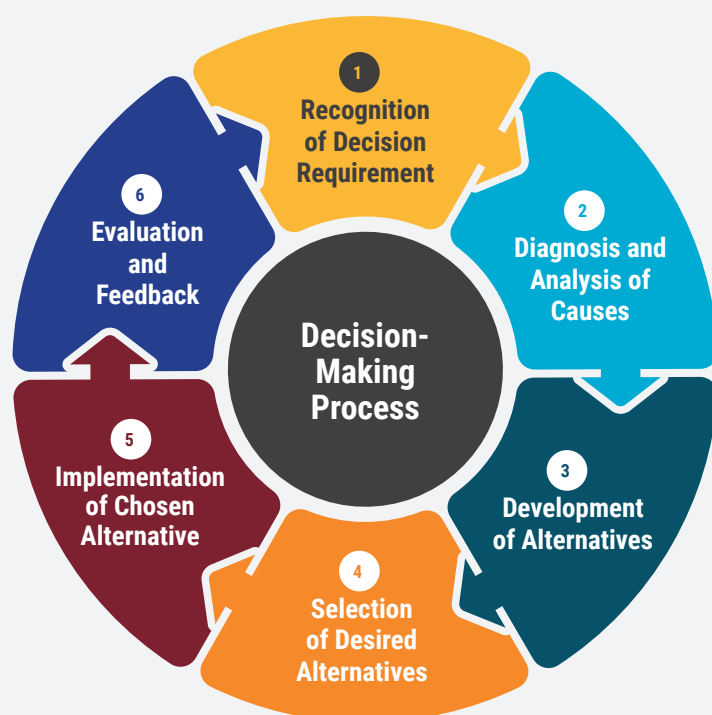 1
Recognition
of Decision
Requirement
2
Diagnosis and
Analysis of
Causes
3
Development
of Alternatives
4
Selection
of Desired
Alternatives
5
Implementation
of Chosen
Alternative
6
Evaluation
and
Feedback
Decision-
Making
Process